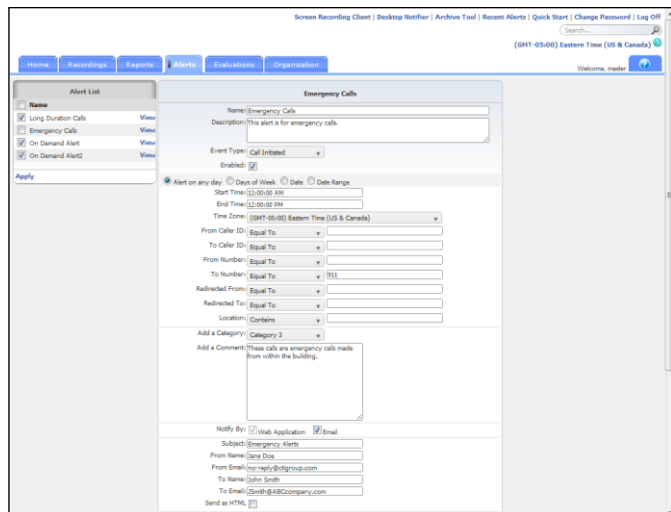 Screen Recording Client | Desktop Notifier | Archive Tool | Recent Alerts | Quick Start | Change Password | Log Off
Search...
(GMT-05:00) Eastern Time (US & Canada)
Home Recordings Reports Alerts Evaluations Organization
Welcome, master
Alert List
Name
Long Duration Calls View
Emergency Calls View
On Demand Alert View
On Demand Alert2 View
Apply
Emergency Calls
Name: Emergency Calls
Description: This alert is for emergency calls.
Event Type: Call Initiated
Enabled:
Alert on any day Days of Week Date Date Range
Start Time: 12:00:00 AM
End Time: 12:00:00 PM
Time Zone: (GMT-05:00) Eastern Time (US & Canada)
From Caller ID: Equal To
To Caller ID: Equal To
From Number: Equal To
To Number: Equal To 911
Redirected From: Equal To
Redirected To: Equal To
Location: Contains
Add a Category: Category 3
Add a Comment: These calls are emergency calls made
from within the building.
Notify By: Web Application Email
Subject: Emergency Alerts
From Name: Jane Doe
From Email: no-reply@ctigroup.com
To Name: John Smith
To Email: JSmith@ABCcompany.com
Send as HTML